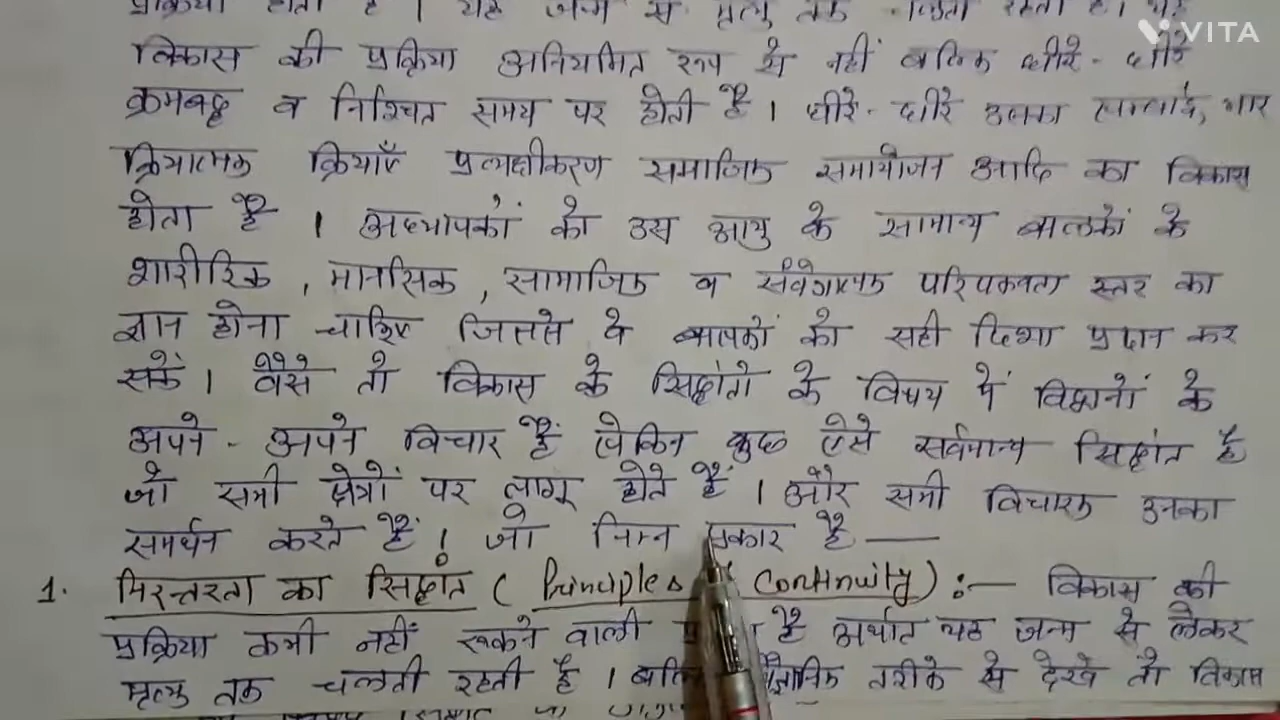 प्रक्रिया होती है । यह जन्म से मृत्यु तक चलती रहती है। यह
VITA
विकास की प्रक्रिया अनियमित रूप से नहीं बल्कि धीरे - धीरे
क्रमबद्ध व निश्चित समय पर होती है । धीरे - धीरे उसका लम्बाई, भार
क्रियात्मक क्रियाएँ प्रत्यक्षीकरण समाजिक समायोजन आदि का विकास
होता है । अध्यापकों को उस आयु के सामान्य बालकों के
शारीरिक , मानसिक , सामाजिक व संवेगात्मक परिपक्वता स्तर का
ज्ञान होना चाहिए जिससे वे बापकों को सही दिशा प्रदान कर
सकें । वैसे तो विकास के सिद्धांतो के विषय में विद्वानों के
अपने - अपने विचार हैं लेकिन कुछ ऐसे सर्वमान्य सिद्धांत है
जो सभी क्षेत्रों पर लागू होते हैं । और सभी विचारक उनका
समर्थन करते हैं ! जो निम्न प्रकार है —
1. निरन्तरता का सिद्धांत ( Principles Continuity ) :— विकास की
प्रक्रिया कभी नहीं रूकने वाली है अर्थात यह जन्म से लेकर
मृत्यु तक चलती रहती है । तरीके से देखे तो विकास